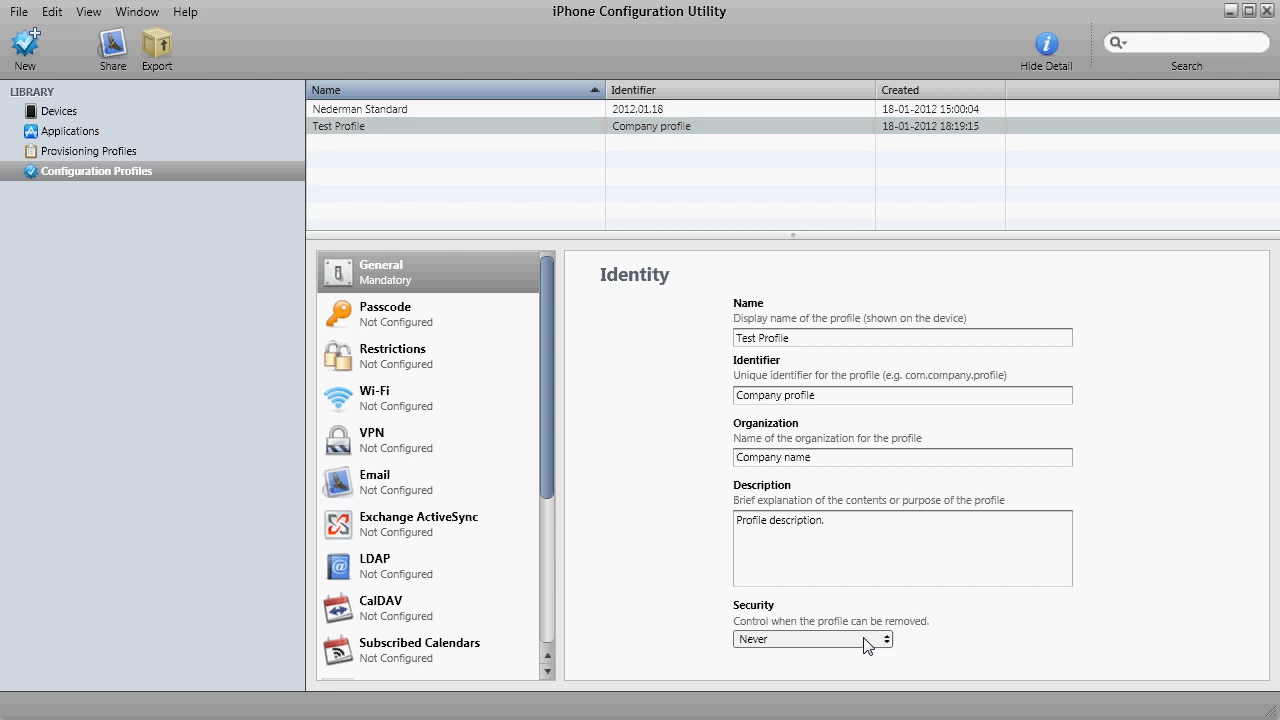 iPhone Configuration Utility
File Edit View Window Help
New Share Export Hide Detail Search
LIBRARY
Devices
Applications
Provisioning Profiles
Configuration Profiles
Name Identifier Created
Nederman Standard 2012.01.18 18-01-2012 15:00:04
Test Profile Company profile 18-01-2012 18:19:15
General
Mandatory
Passcode
Not Configured
Restrictions
Not Configured
Wi-Fi
Not Configured
VPN
Not Configured
Email
Not Configured
Exchange ActiveSync
Not Configured
LDAP
Not Configured
CalDAV
Not Configured
Subscribed Calendars
Not Configured
Identity
Name
Display name of the profile (shown on the device)
Test Profile
Identifier
Unique identifier for the profile (e.g. com.company.profile)
Company profile
Organization
Name of the organization for the profile
Company name
Description
Brief explanation of the contents or purpose of the profile
Profile description.
Security
Control when the profile can be removed.
Never